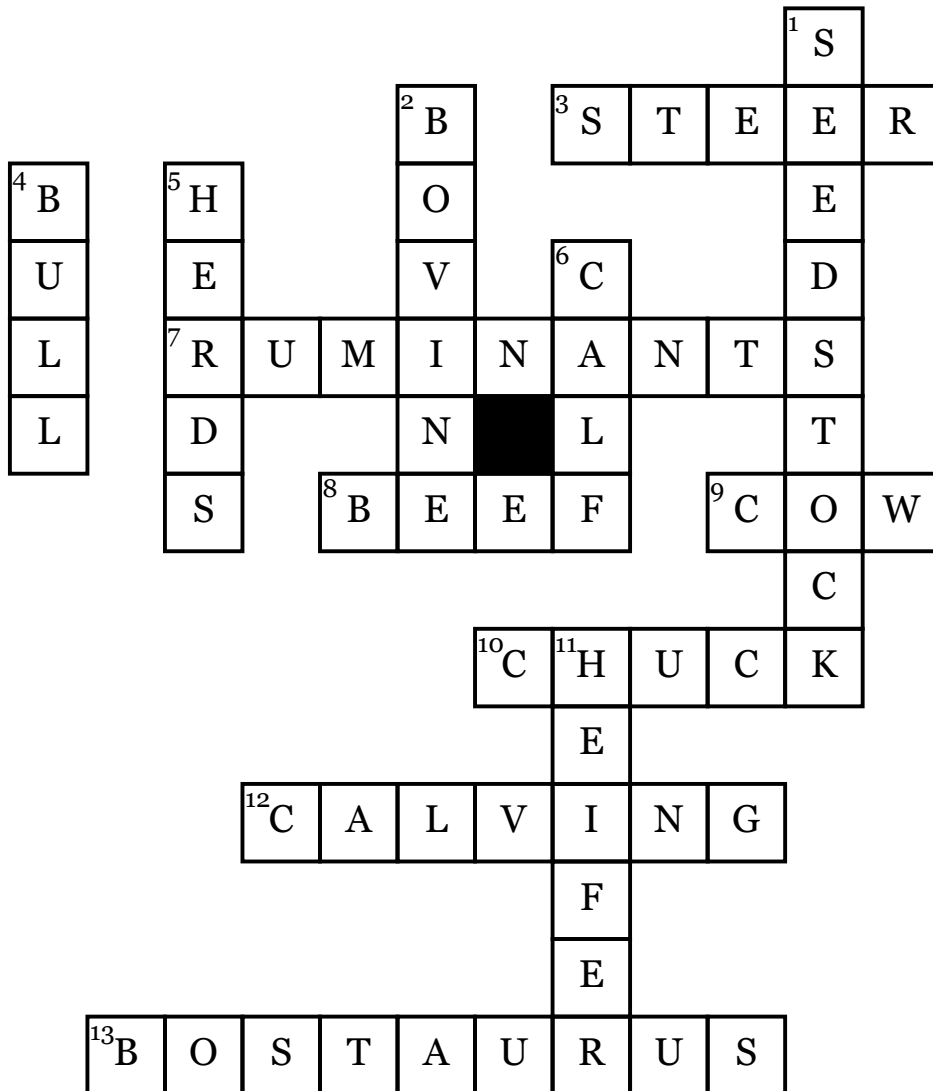 1 S
2 B 3 S T E E R
4 B 5 H O E
U E V 6 C D
L 7 R U M I N A N T S
L D N L T
S 8 B E E F 9 C O W
C
10 C 11 H U C K
E
12 C A L V I N G
F
E
13 B O S T A U R U S